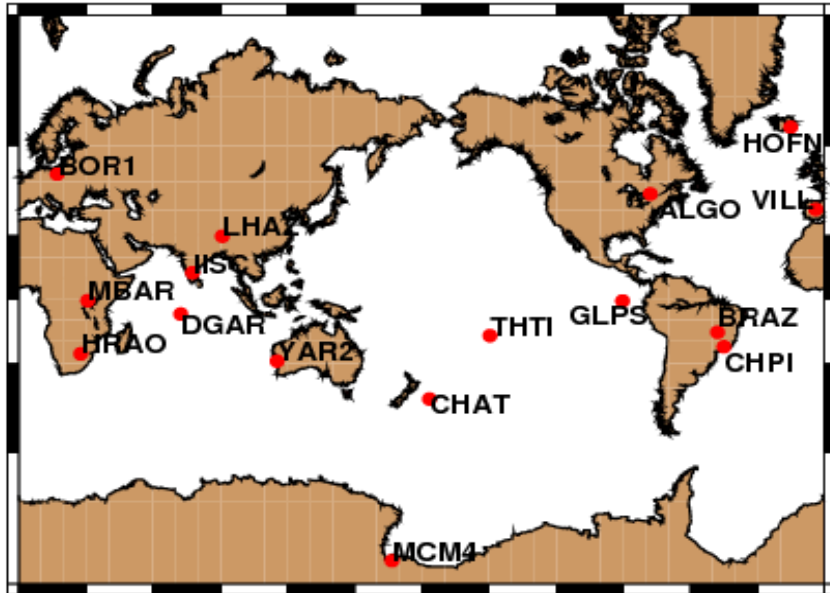 HOFN
BOR1
VILL
ALGO
LHAZ
IISC
MBAR
GLPS
BRAZ
THTI
DGAR
HRAO
YAR2
CHPI
CHAT
MCM4